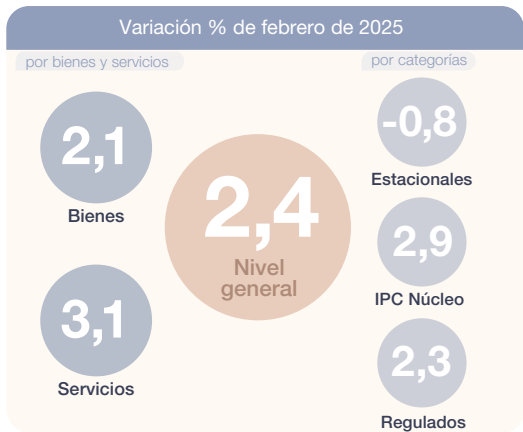 Variación % de febrero de 2025
por bienes y servicios
2,1
Bienes
3,1
Servicios
2,4
Nivel
general
por categorías
-0,8
Estacionales
2,9
IPC Núcleo
2,3
Regulados